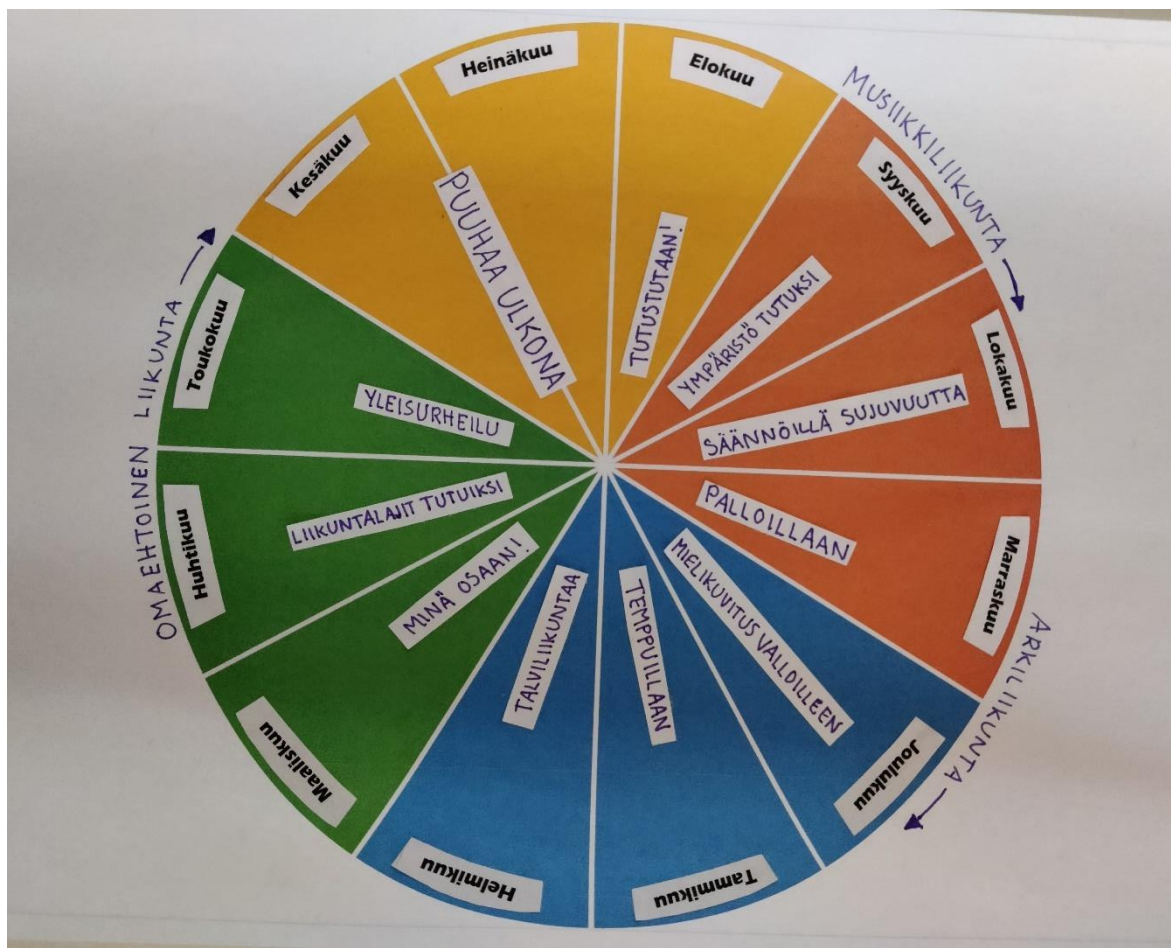 Heinäkuu
Elokuu
MUSIIKKILIIKUNTA
Syyskuu
Lokakuu
Marraskuu
ARKILIIKUNTA
Joulukuu
Tammikuu
Helmikuu
Maaliskuu
Huhtikuu
Toukokuu
OMAEHTOINEN LIIKUNTA
Kesäkuu
PUUHAA ULKONA
TUTUSTUTAAN!
YMPÄRISTÖ TUTUKSI
SÄÄNNÖILLÄ SUJUVUUTTA
PALLOILLAAN
MIELIKUVITUS VALLOILLEEN
TEMPPUILLAAN
TALVILIIKUNTAA
MINÄ OSAAN!
LIIKUNTALAJIT TUTUIKSI
YLEISURHEILU